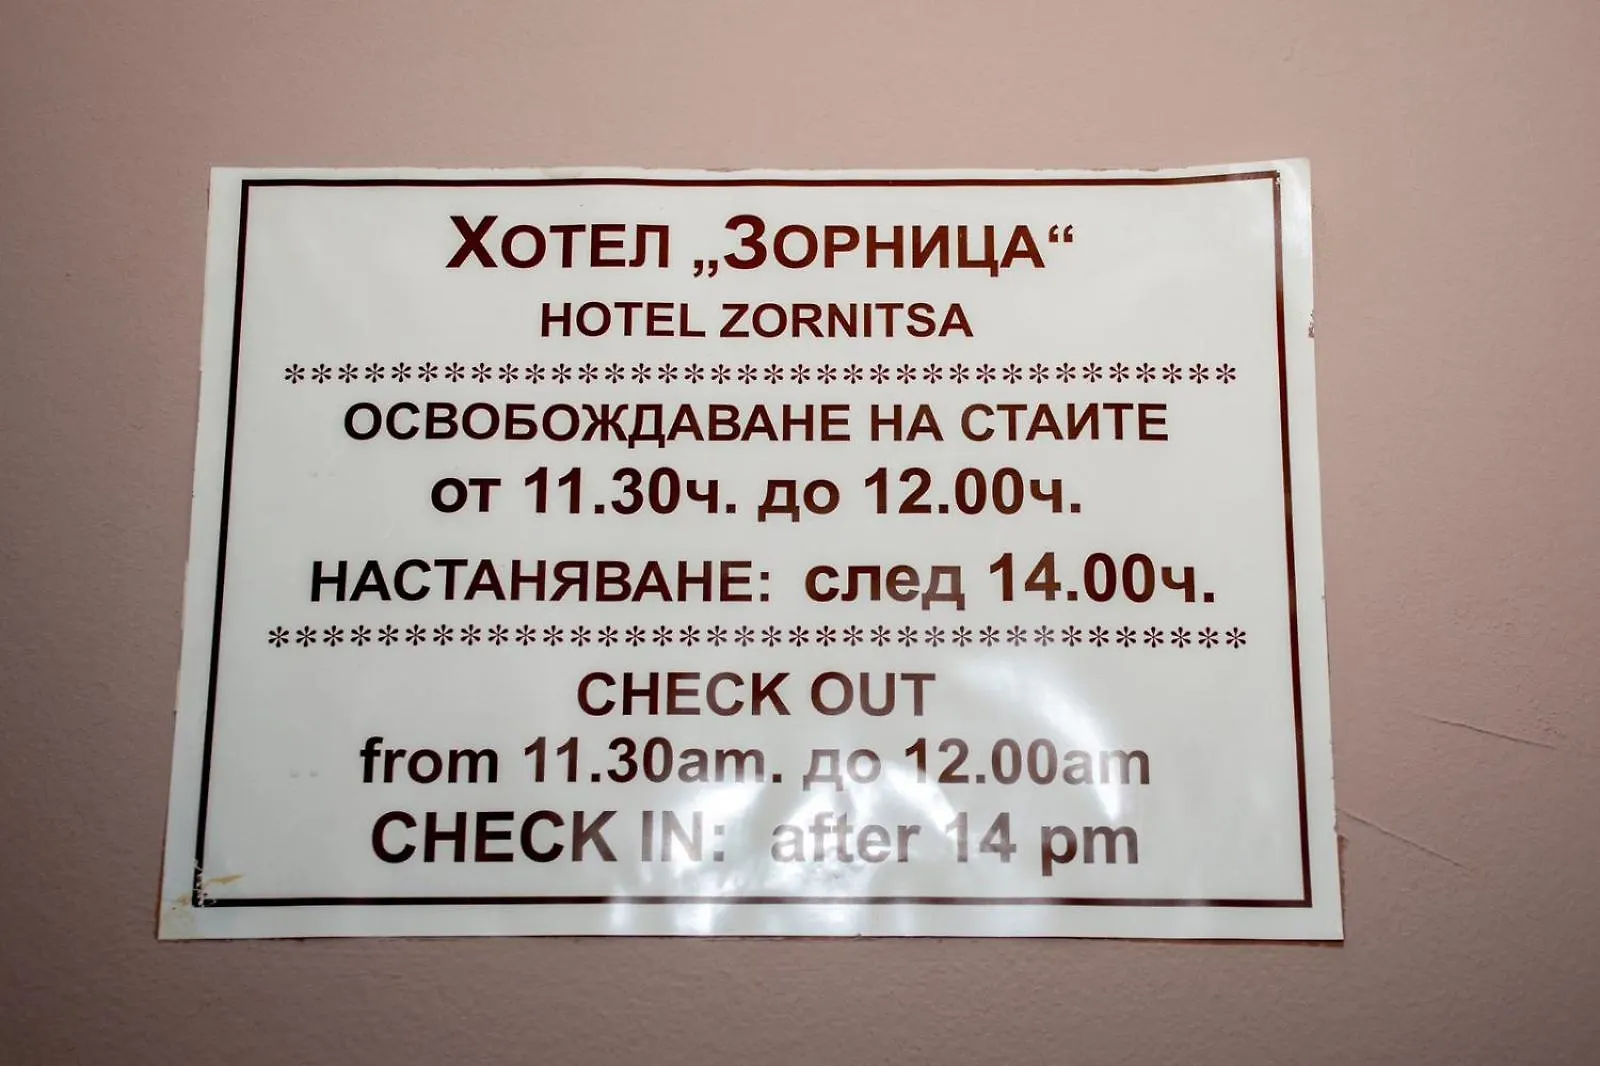 ХОТЕЛ „ЗОРНИЦА“
HOTEL ZORNITSA
************************************
ОСВОБОЖДАВАНЕ НА СТАИТЕ
от 11.30ч. до 12.00ч.
НАСТАНЯВАНЕ: след 14.00ч.
************************************
CHECK OUT
from 11.30am. до 12.00am
CHECK IN: after 14 pm